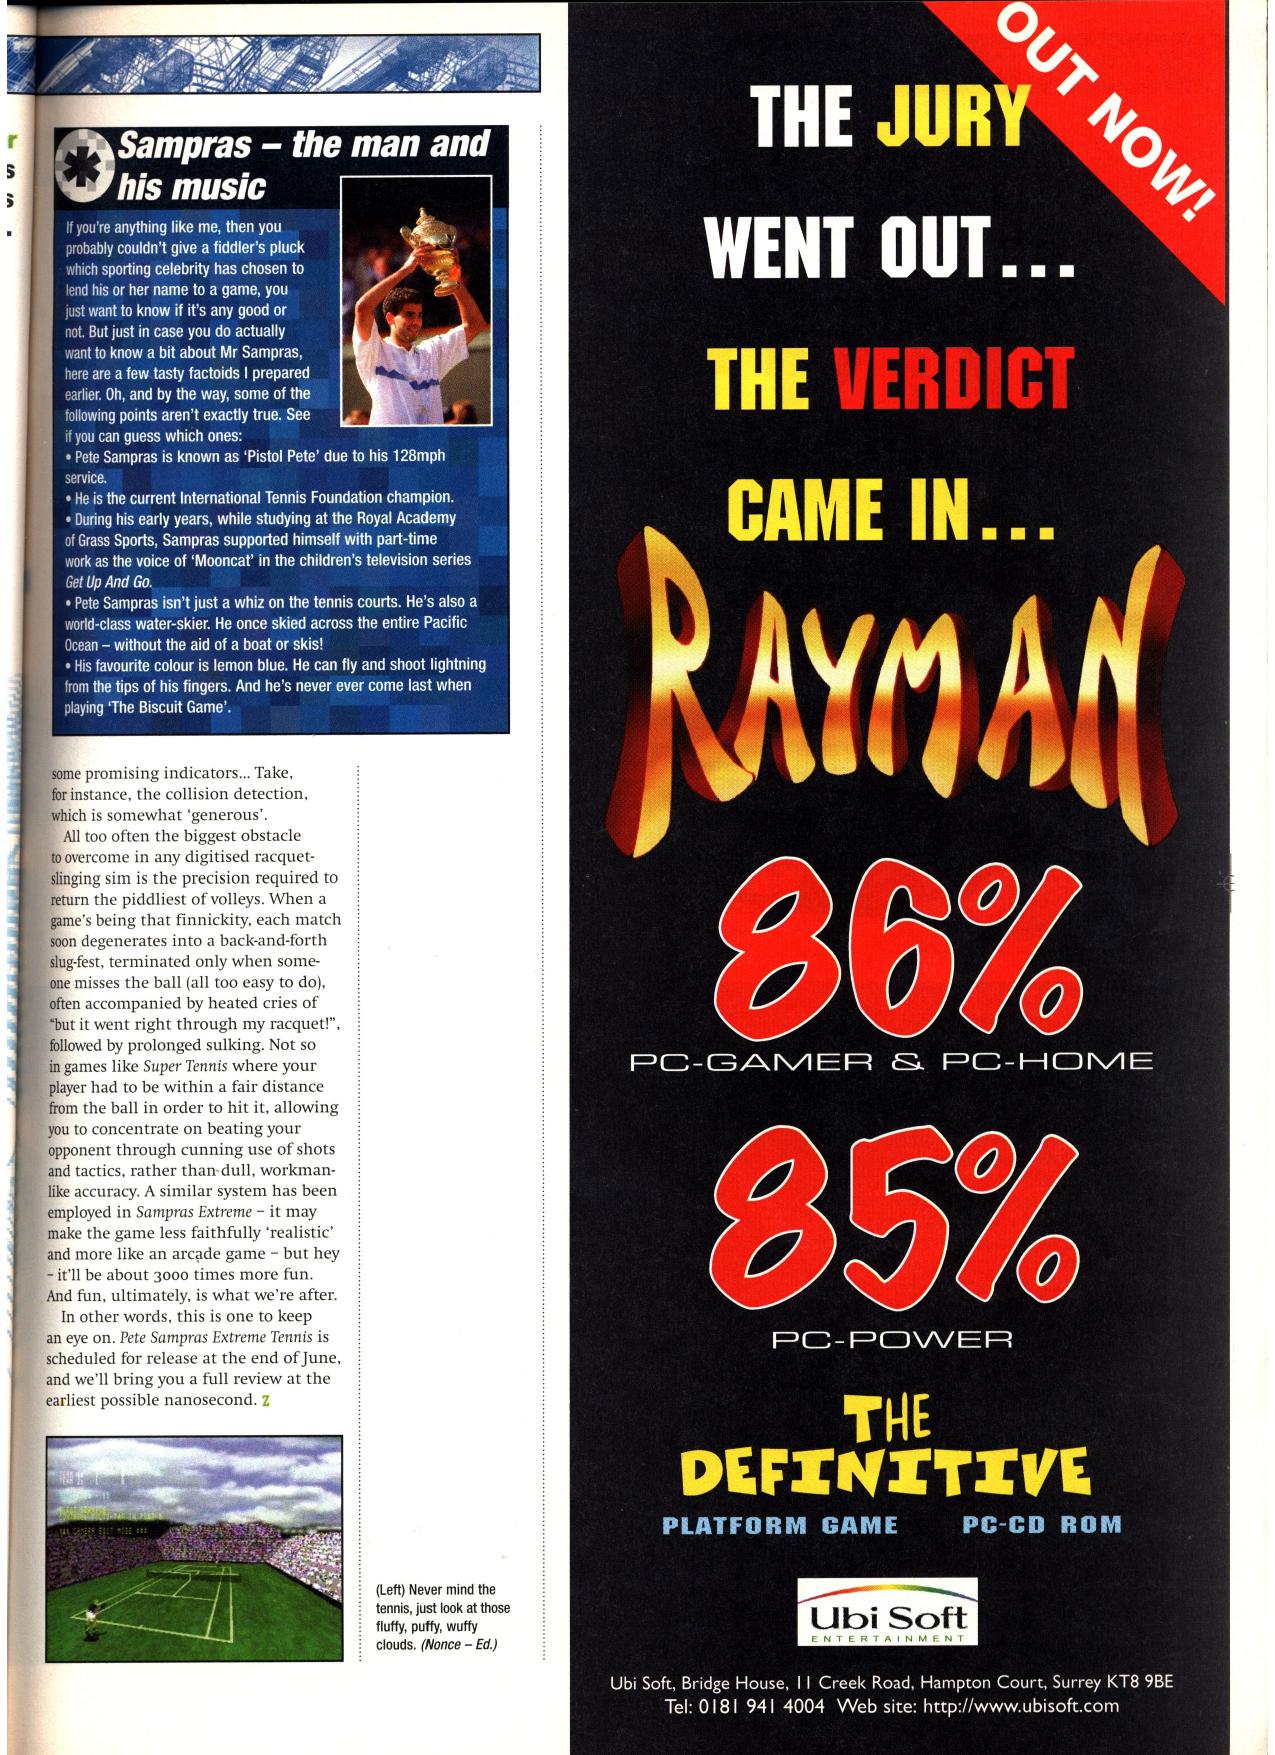 Sampras – the man and
his music
If you're anything like me, then you
probably couldn't give a fiddler's pluck
which sporting celebrity has chosen to
lend his or her name to a game, you
just want to know if it's any good or
not. But just in case you do actually
want to know a bit about Mr Sampras,
here are a few tasty factoids I prepared
earlier. Oh, and by the way, some of the
following points aren't exactly true. See
if you can guess which ones:
• Pete Sampras is known as 'Pistol Pete' due to his 128mph
service.
• He is the current International Tennis Foundation champion.
• During his early years, while studying at the Royal Academy
of Grass Sports, Sampras supported himself with part-time
work as the voice of 'Mooncat' in the children's television series
Get Up And Go.
• Pete Sampras isn't just a whiz on the tennis courts. He's also a
world-class water-skier. He once skied across the entire Pacific
Ocean – without the aid of a boat or skis!
• His favourite colour is lemon blue. He can fly and shoot lightning
from the tips of his fingers. And he's never ever come last when
playing 'The Biscuit Game'.
some promising indicators... Take,
for instance, the collision detection,
which is somewhat 'generous'.
All too often the biggest obstacle
to overcome in any digitised racquet-
slinging sim is the precision required to
return the piddliest of volleys. When a
game's being that finnickity, each match
soon degenerates into a back-and-forth
slug-fest, terminated only when some-
one misses the ball (all too easy to do),
often accompanied by heated cries of
"but it went right through my racquet!",
followed by prolonged sulking. Not so
in games like Super Tennis where your
player had to be within a fair distance
from the ball in order to hit it, allowing
you to concentrate on beating your
opponent through cunning use of shots
and tactics, rather than dull, workman-
like accuracy. A similar system has been
employed in Sampras Extreme – it may
make the game less faithfully 'realistic'
and more like an arcade game – but hey
– it'll be about 3000 times more fun.
And fun, ultimately, is what we're after.
In other words, this is one to keep
an eye on. Pete Sampras Extreme Tennis is
scheduled for release at the end of June,
and we'll bring you a full review at the
earliest possible nanosecond. Z
(Left) Never mind the
tennis, just look at those
fluffy, puffy, wuffy
clouds. (Nonce – Ed.)
OUT NOW!
THE JURY
WENT OUT...
THE VERDICT
CAME IN...
RAYMAN
86%
PC-GAMER & PC-HOME
85%
PC-POWER
THE
DEFINITIVE
PLATFORM GAME PC-CD ROM
Ubi Soft
ENTERTAINMENT
Ubi Soft, Bridge House, 11 Creek Road, Hampton Court, Surrey KT8 9BE
Tel: 0181 941 4004 Web site: http://www.ubisoft.com